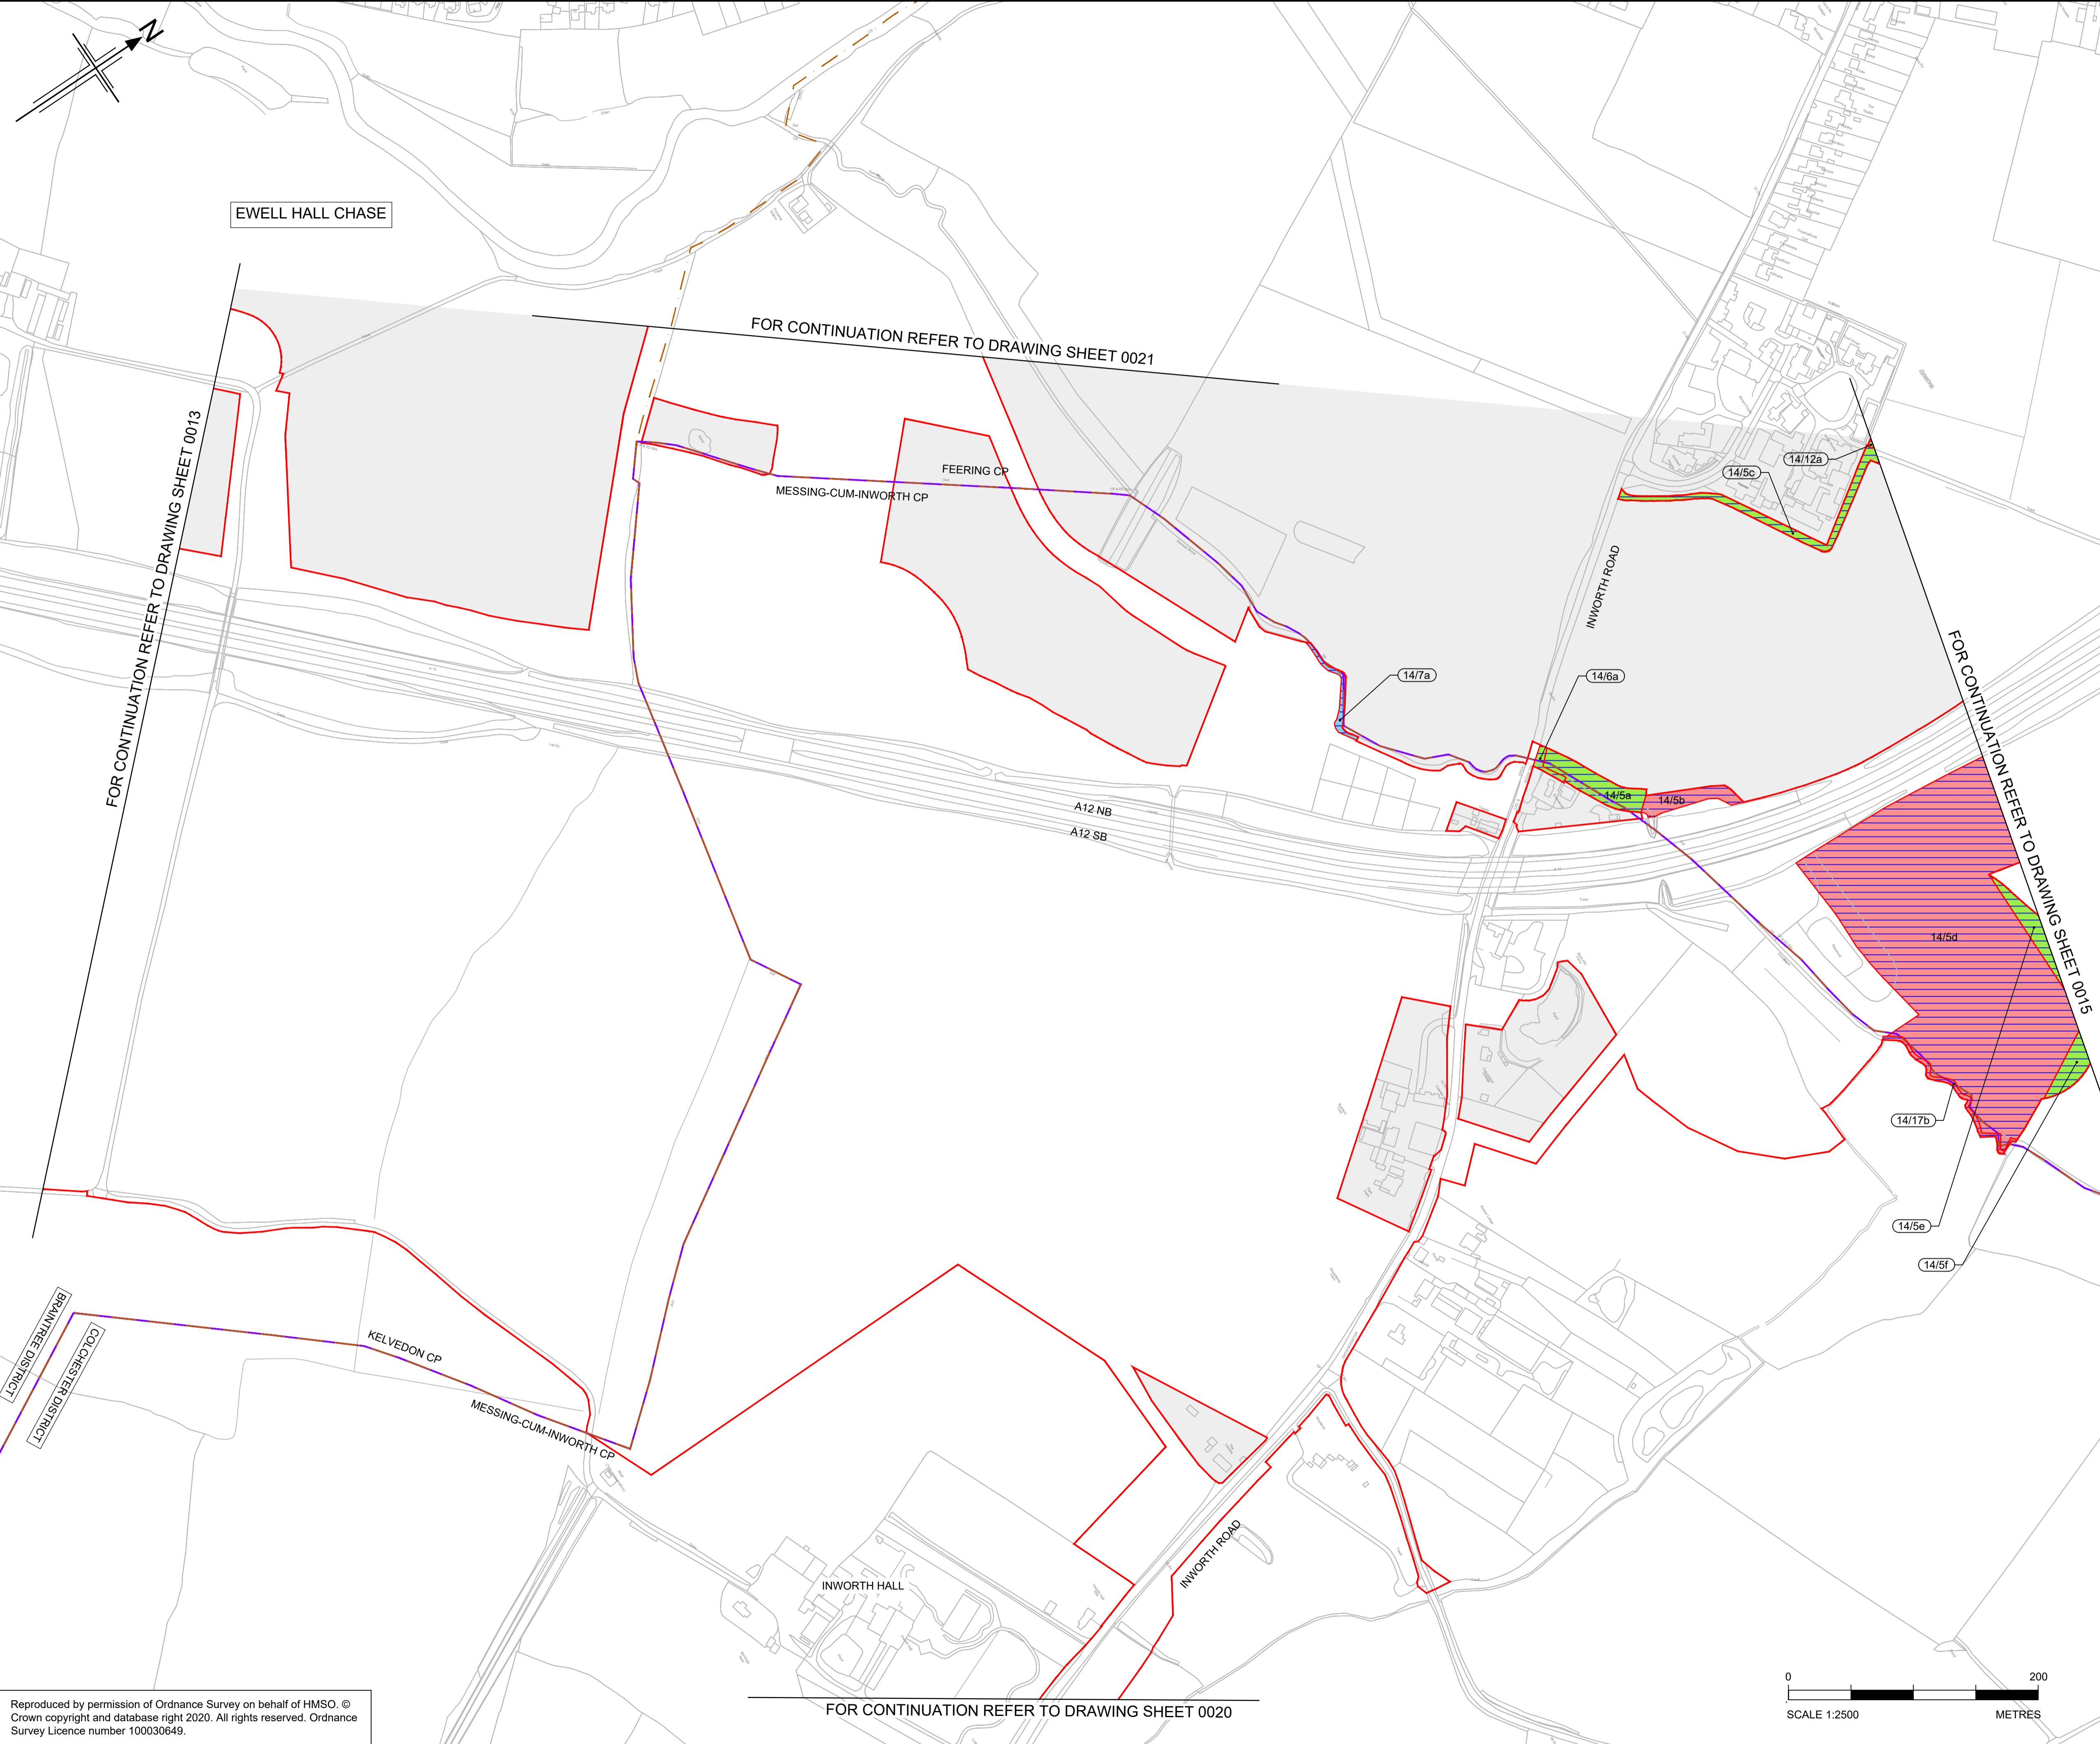 N
EWELL HALL CHASE
FOR CONTINUATION REFER TO DRAWING SHEET 0021
FOR CONTINUATION REFER TO DRAWING SHEET 0013
FEERING CP
MESSING-CUM-INWORTH CP
14/12a
14/5c
INWORTH ROAD
14/7a
14/6a
14/5a
14/5b
FOR CONTINUATION REFER TO DRAWING SHEET 0015
A12 NB
A12 SB
14/5d
14/17b
14/5e
14/5f
BRAINTREE DISTRICT
COLCHESTER DISTRICT
KELVEDON CP
MESSING-CUM-INWORTH CP
INWORTH ROAD
INWORTH HALL
FOR CONTINUATION REFER TO DRAWING SHEET 0020
Reproduced by permission of Ordnance Survey on behalf of HMSO. ©
Crown copyright and database right 2020. All rights reserved. Ordnance
Survey Licence number 100030649.
0 200
SCALE 1:2500 METRES